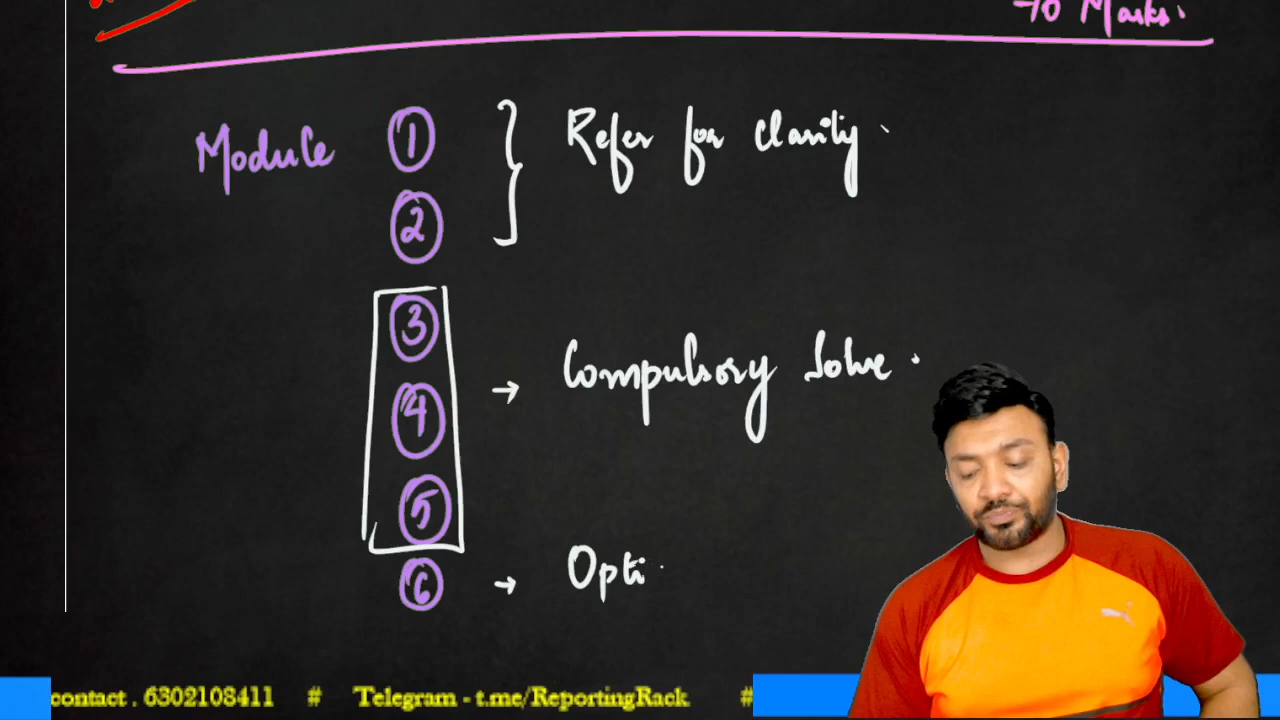 70 Marks.
Module ① Refer for clarity.
②
③
④ → Compulsory Solve.
⑤
⑥ → Opti
contact . 6302108411 # Telegram - t.me/ReportingRack #